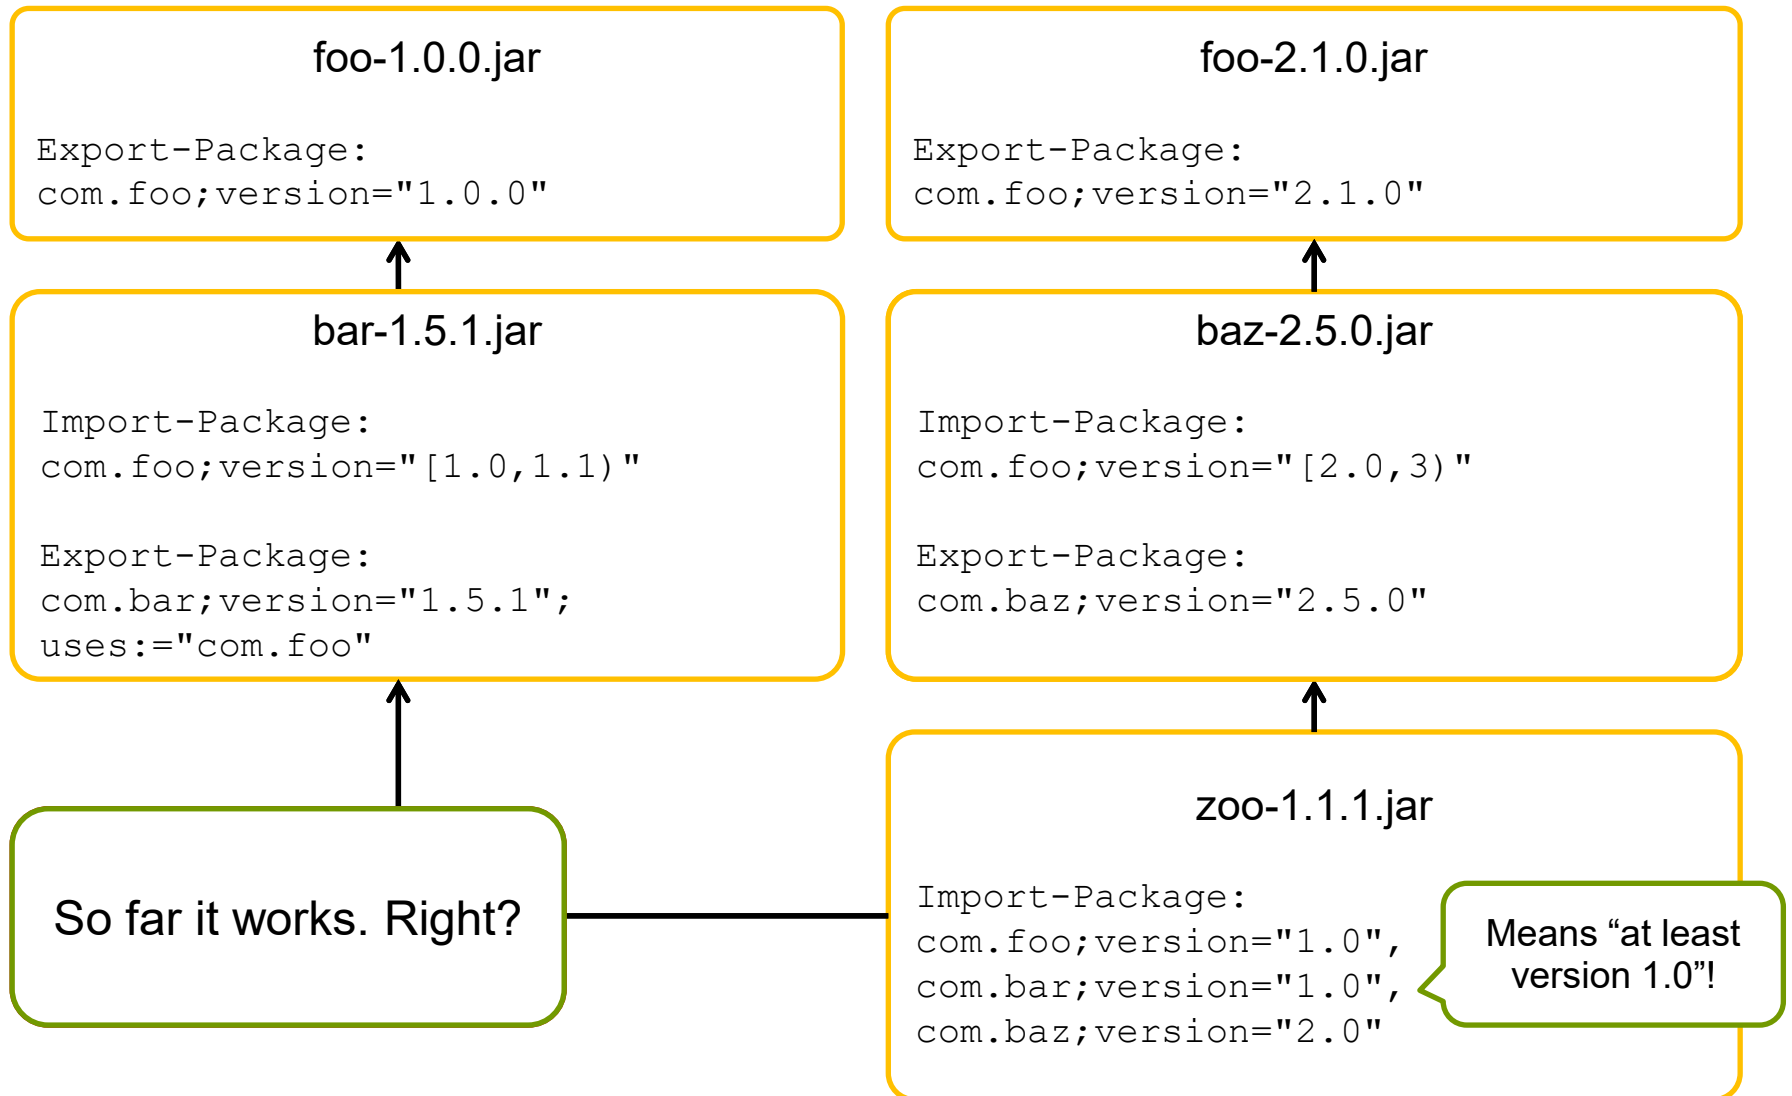 foo-1.0.0.jar
Export-Package:
com.foo;version="1.0.0"
foo-2.1.0.jar
Export-Package:
com.foo;version="2.1.0"
bar-1.5.1.jar
Import-Package:
com.foo;version="[1.0,1.1)"
Export-Package:
com.bar;version="1.5.1";
uses:="com.foo"
baz-2.5.0.jar
Import-Package:
com.foo;version="[2.0,3)"
Export-Package:
com.baz;version="2.5.0"
So far it works. Right?
zoo-1.1.1.jar
Import-Package:
com.foo;version="1.0",
com.bar;version="1.0",
com.baz;version="2.0"
Means “at least
version 1.0”!